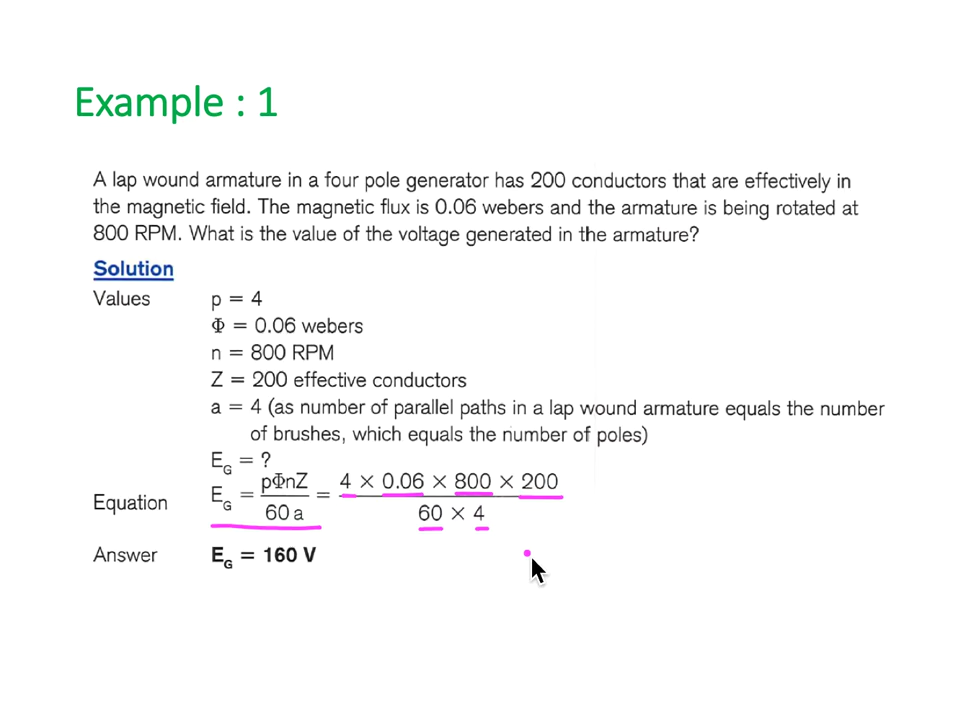 Example : 1
A lap wound armature in a four pole generator has 200 conductors that are effectively in
the magnetic field. The magnetic flux is 0.06 webers and the armature is being rotated at
800 RPM. What is the value of the voltage generated in the armature?
Solution
Values p = 4
Φ = 0.06 webers
n = 800 RPM
Z = 200 effective conductors
a = 4 (as number of parallel paths in a lap wound armature equals the number
of brushes, which equals the number of poles)
E_G = ?
Equation E_G = pΦnZ / 60 a = 4 × 0.06 × 800 × 200 / 60 × 4
Answer E_G = 160 V